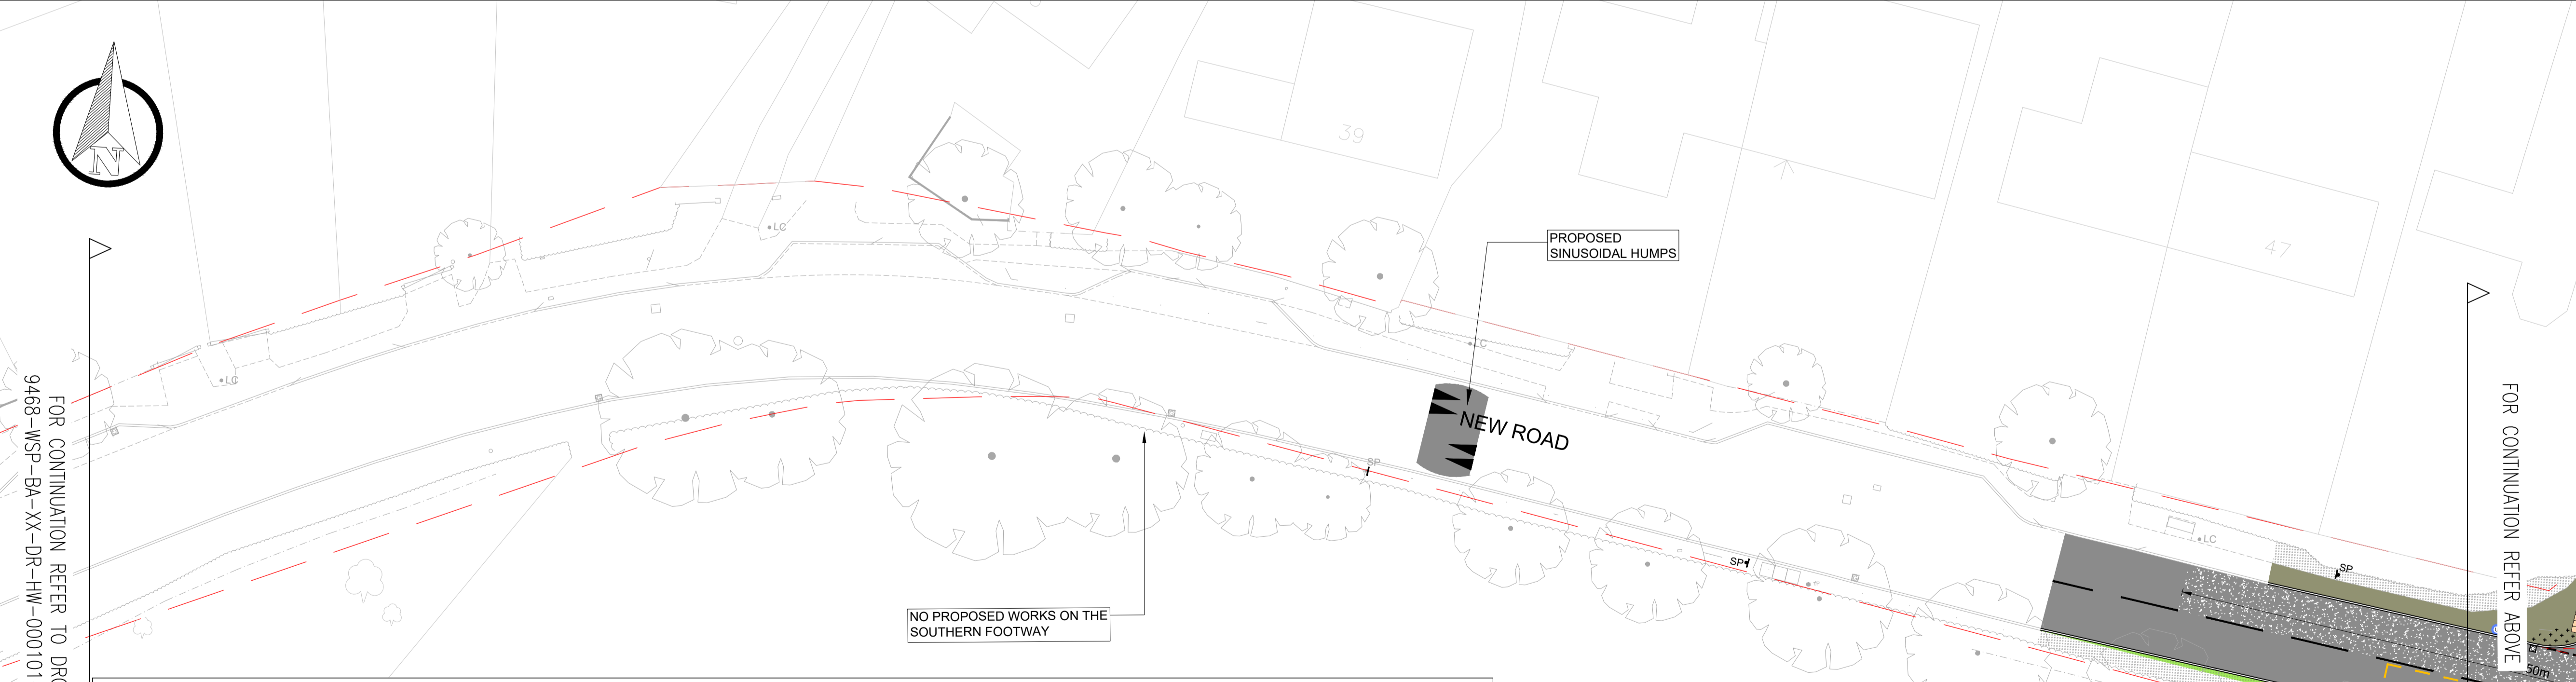 N
39
LC
PROPOSED
SINUSOIDAL HUMPS
47
LC
LC
FOR CONTINUATION REFER TO DRG
9468-WSP-BA-XX-DR-HW-000101
NEW ROAD
SP
SP
LC
SP
NO PROPOSED WORKS ON THE
SOUTHERN FOOTWAY
FOR CONTINUATION REFER ABOVE
50m